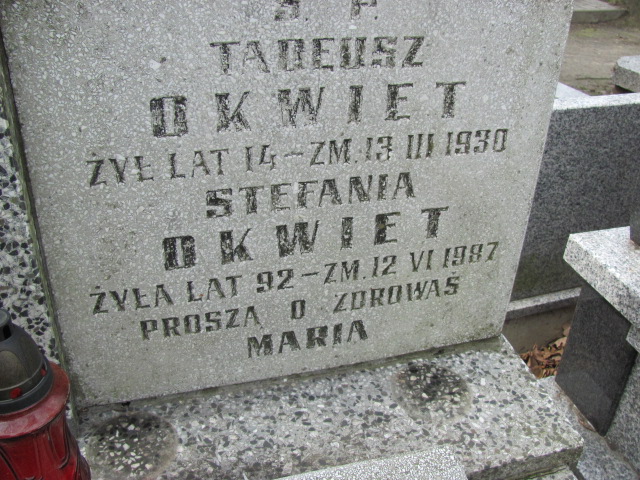 Ś. P.
TADEUSZ
OKWIET
ŻYŁ LAT 14 – ZM. 13 III 1930
STEFANIA
OKWIET
ŻYŁA LAT 92 – ZM. 12 VI 1987
PROSZĄ O ZDROWAŚ
MARIA